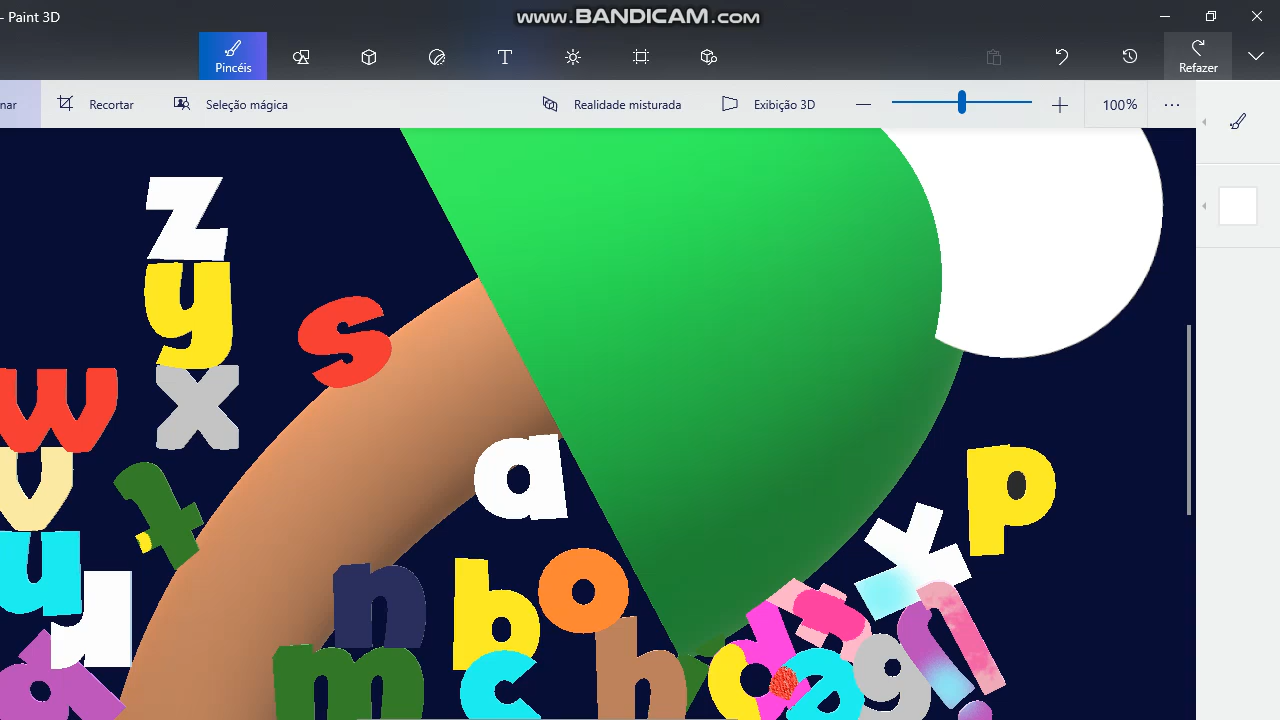 - Paint 3D
www.BANDICAM.com
Pincéis
Refazer
nar
Recortar
Seleção mágica
Realidade misturada
Exibição 3D
100%
z
y
s
w
x
a
v
p
t
k
u
n
b
o
m
c
h
g